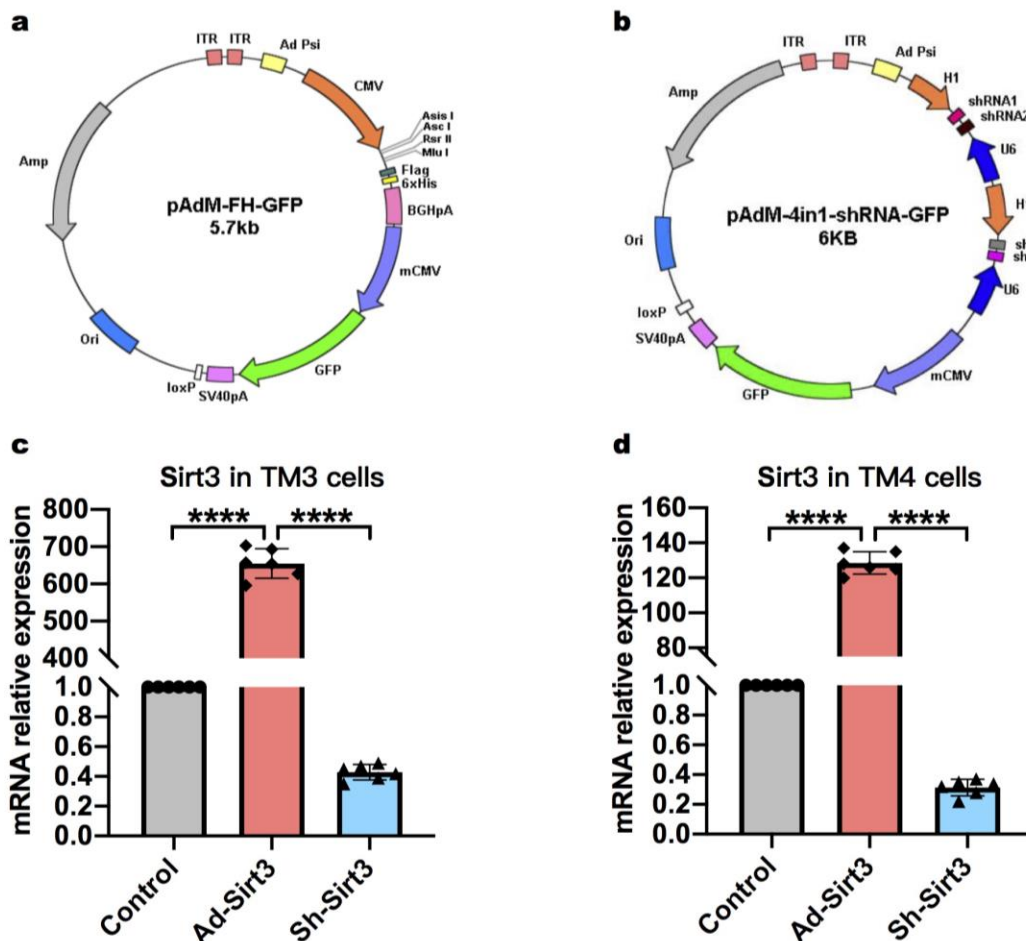 a
ITR ITR
Ad Psi
CMV
Asis I
Asc I
Rsr II
Mlu I
Flag
6xHis
BGHpA
mCMV
GFP
SV40pA
loxP
Ori
Amp
pAdM-FH-GFP
5.7kb
b
ITR
ITR
Ad Psi
H1
shRNA1
shRNA2
U6
H
sh
sh
U6
mCMV
GFP
SV40pA
loxP
Ori
Amp
pAdM-4in1-shRNA-GFP
6KB
c
Sirt3 in TM3 cells
mRNA relative expression
800
700
600
500
400
1.0
0.8
0.6
0.4
0.2
0.0
**** ****
Control
Ad-Sirt3
Sh-Sirt3
d
Sirt3 in TM4 cells
mRNA relative expression
160
140
120
100
80
1.0
0.8
0.6
0.4
0.2
0.0
**** ****
Control
Ad-Sirt3
Sh-Sirt3